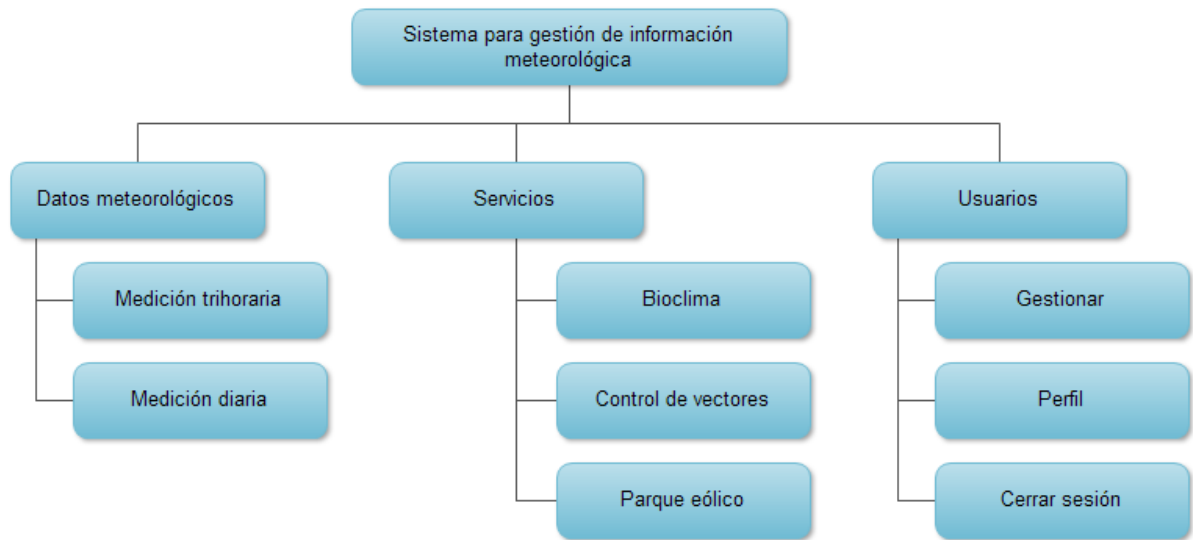 Sistema para gestión de información
meteorológica
Datos meteorológicos
Medición trihoraria
Medición diaria
Servicios
Bioclima
Control de vectores
Parque eólico
Usuarios
Gestionar
Perfil
Cerrar sesión